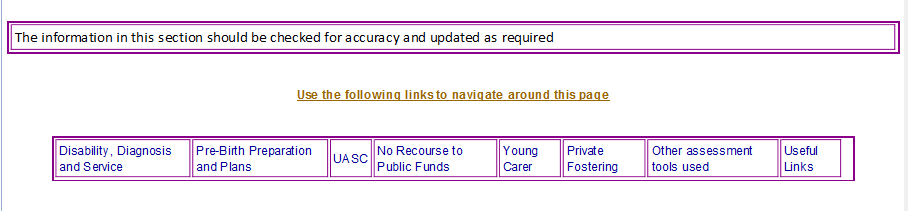 The information in this section should be checked for accuracy and updated as required
Use the following links to navigate around this page
Disability, Diagnosis and Service
Pre-Birth Preparation and Plans
UASC
No Recourse to Public Funds
Young Carer
Private Fostering
Other assessment tools used
Useful Links